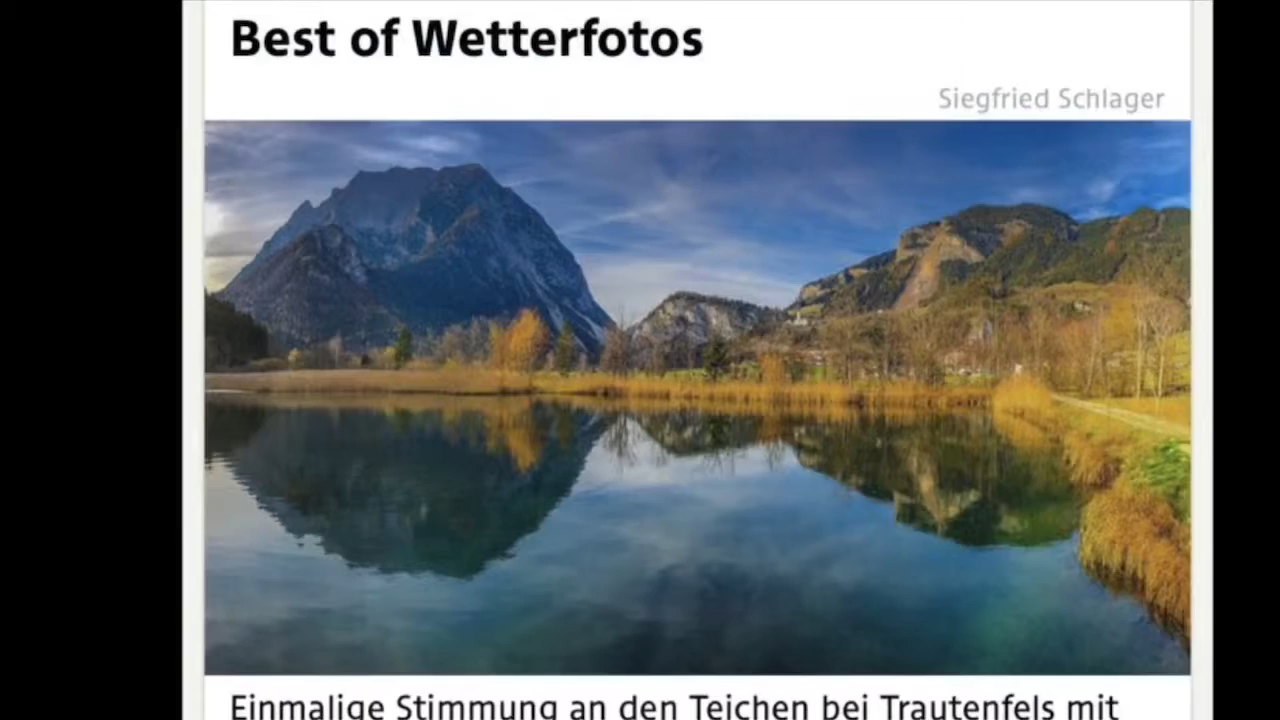 Best of Wetterfotos
Siegfried Schlager
Einmalige Stimmung an den Teichen bei Trautenfels mit